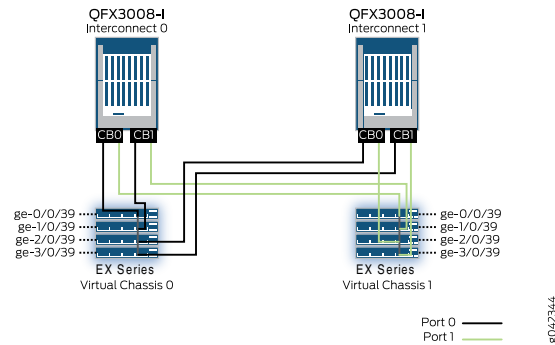 QFX3008-I
Interconnect 0
QFX3008-I
Interconnect 1
CB0 CB1
CB0 CB1
ge-0/0/39
ge-1/0/39
ge-2/0/39
ge-3/0/39
ge-0/0/39
ge-1/0/39
ge-2/0/39
ge-3/0/39
EX Series
Virtual Chassis 0
EX Series
Virtual Chassis 1
Port 0
Port 1
g042344